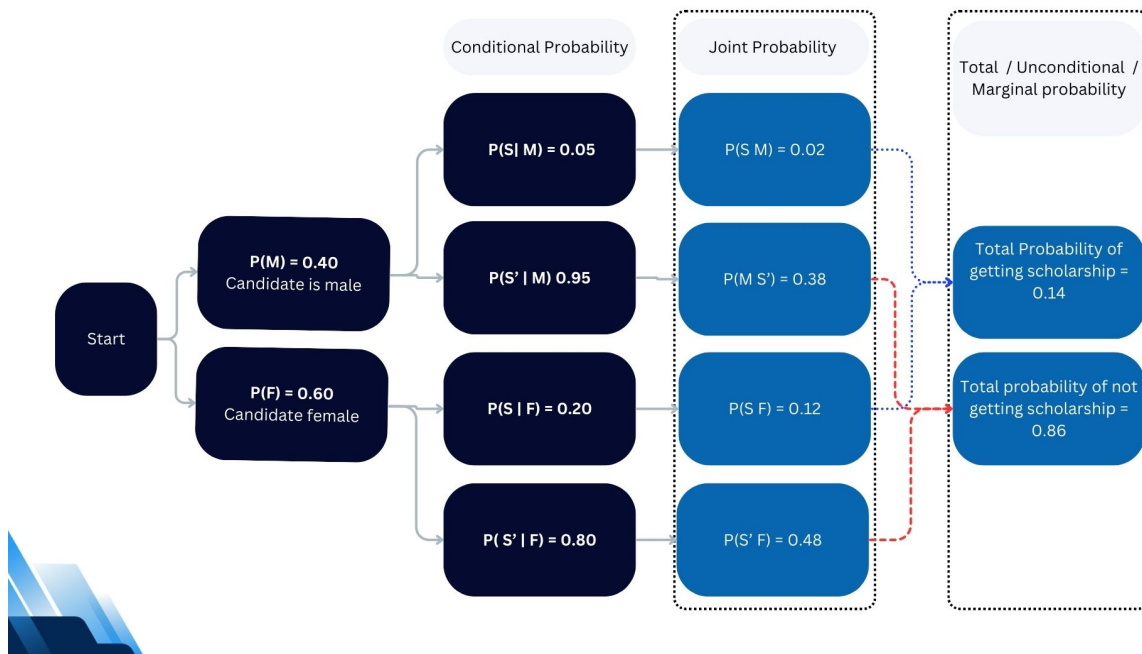 Conditional Probability
Joint Probability
Total / Unconditional /
Marginal probability
P(S| M) = 0.05
P(S M) = 0.02
P(M) = 0.40
Candidate is male
P(S’ | M) 0.95
P(M S’) = 0.38
Total Probability of
getting scholarship =
0.14
Start
P(F) = 0.60
Candidate female
P(S | F) = 0.20
P(S F) = 0.12
Total probability of not
getting scholarship =
0.86
P( S’ | F) = 0.80
P(S’ F) = 0.48